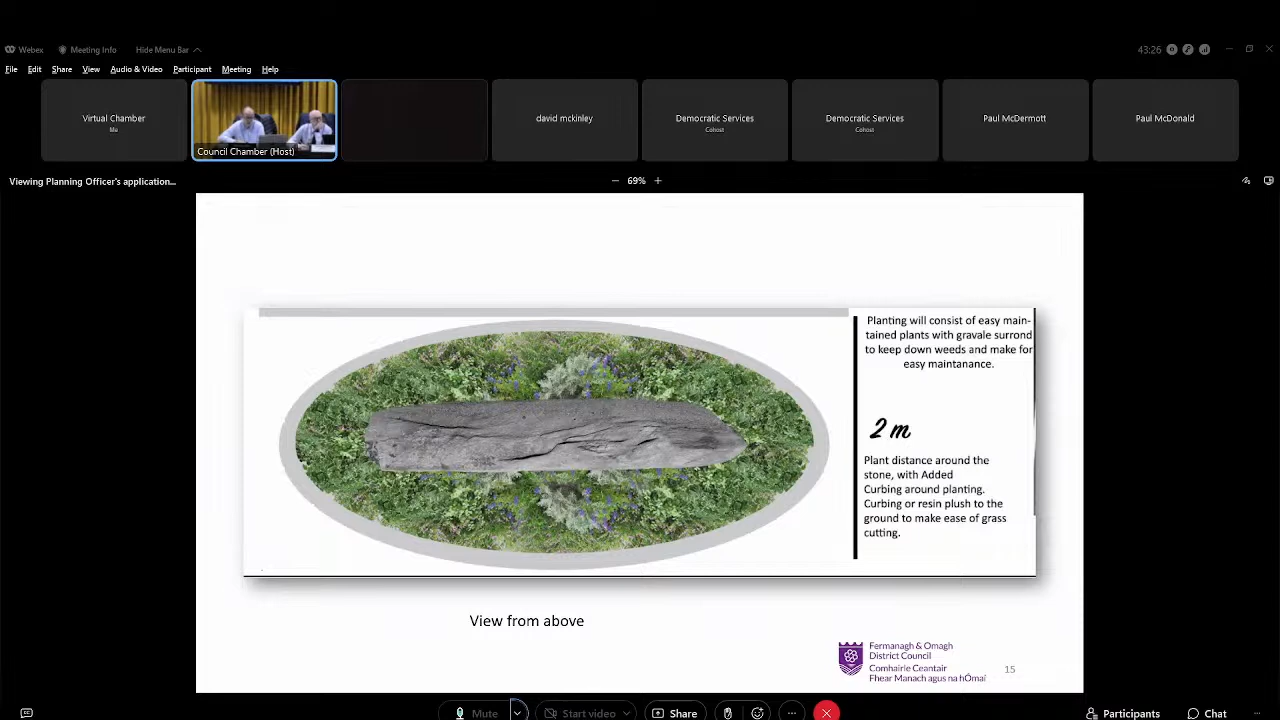 Webex
Meeting Info
Hide Menu Bar
43:26
File Edit Share View Audio & Video Participant Meeting Help
Virtual Chamber
Me
Council Chamber (Host)
david mckinley
Democratic Services
Cohost
Democratic Services
Cohost
Paul McDermott
Paul McDonald
Viewing Planning Officer's application...
69%
Planting will consist of easy main-
tained plants with gravale surrond
to keep down weeds and make for
easy maintanance.
2 m
Plant distance around the
stone, with Added
Curbing around planting.
Curbing or resin plush to the
ground to make ease of grass
cutting.
View from above
Fermanagh & Omagh
District Council
Comhairle Ceantair
Fhear Manach agus na hÓmaí
15
Mute
Start video
Share
Participants
Chat